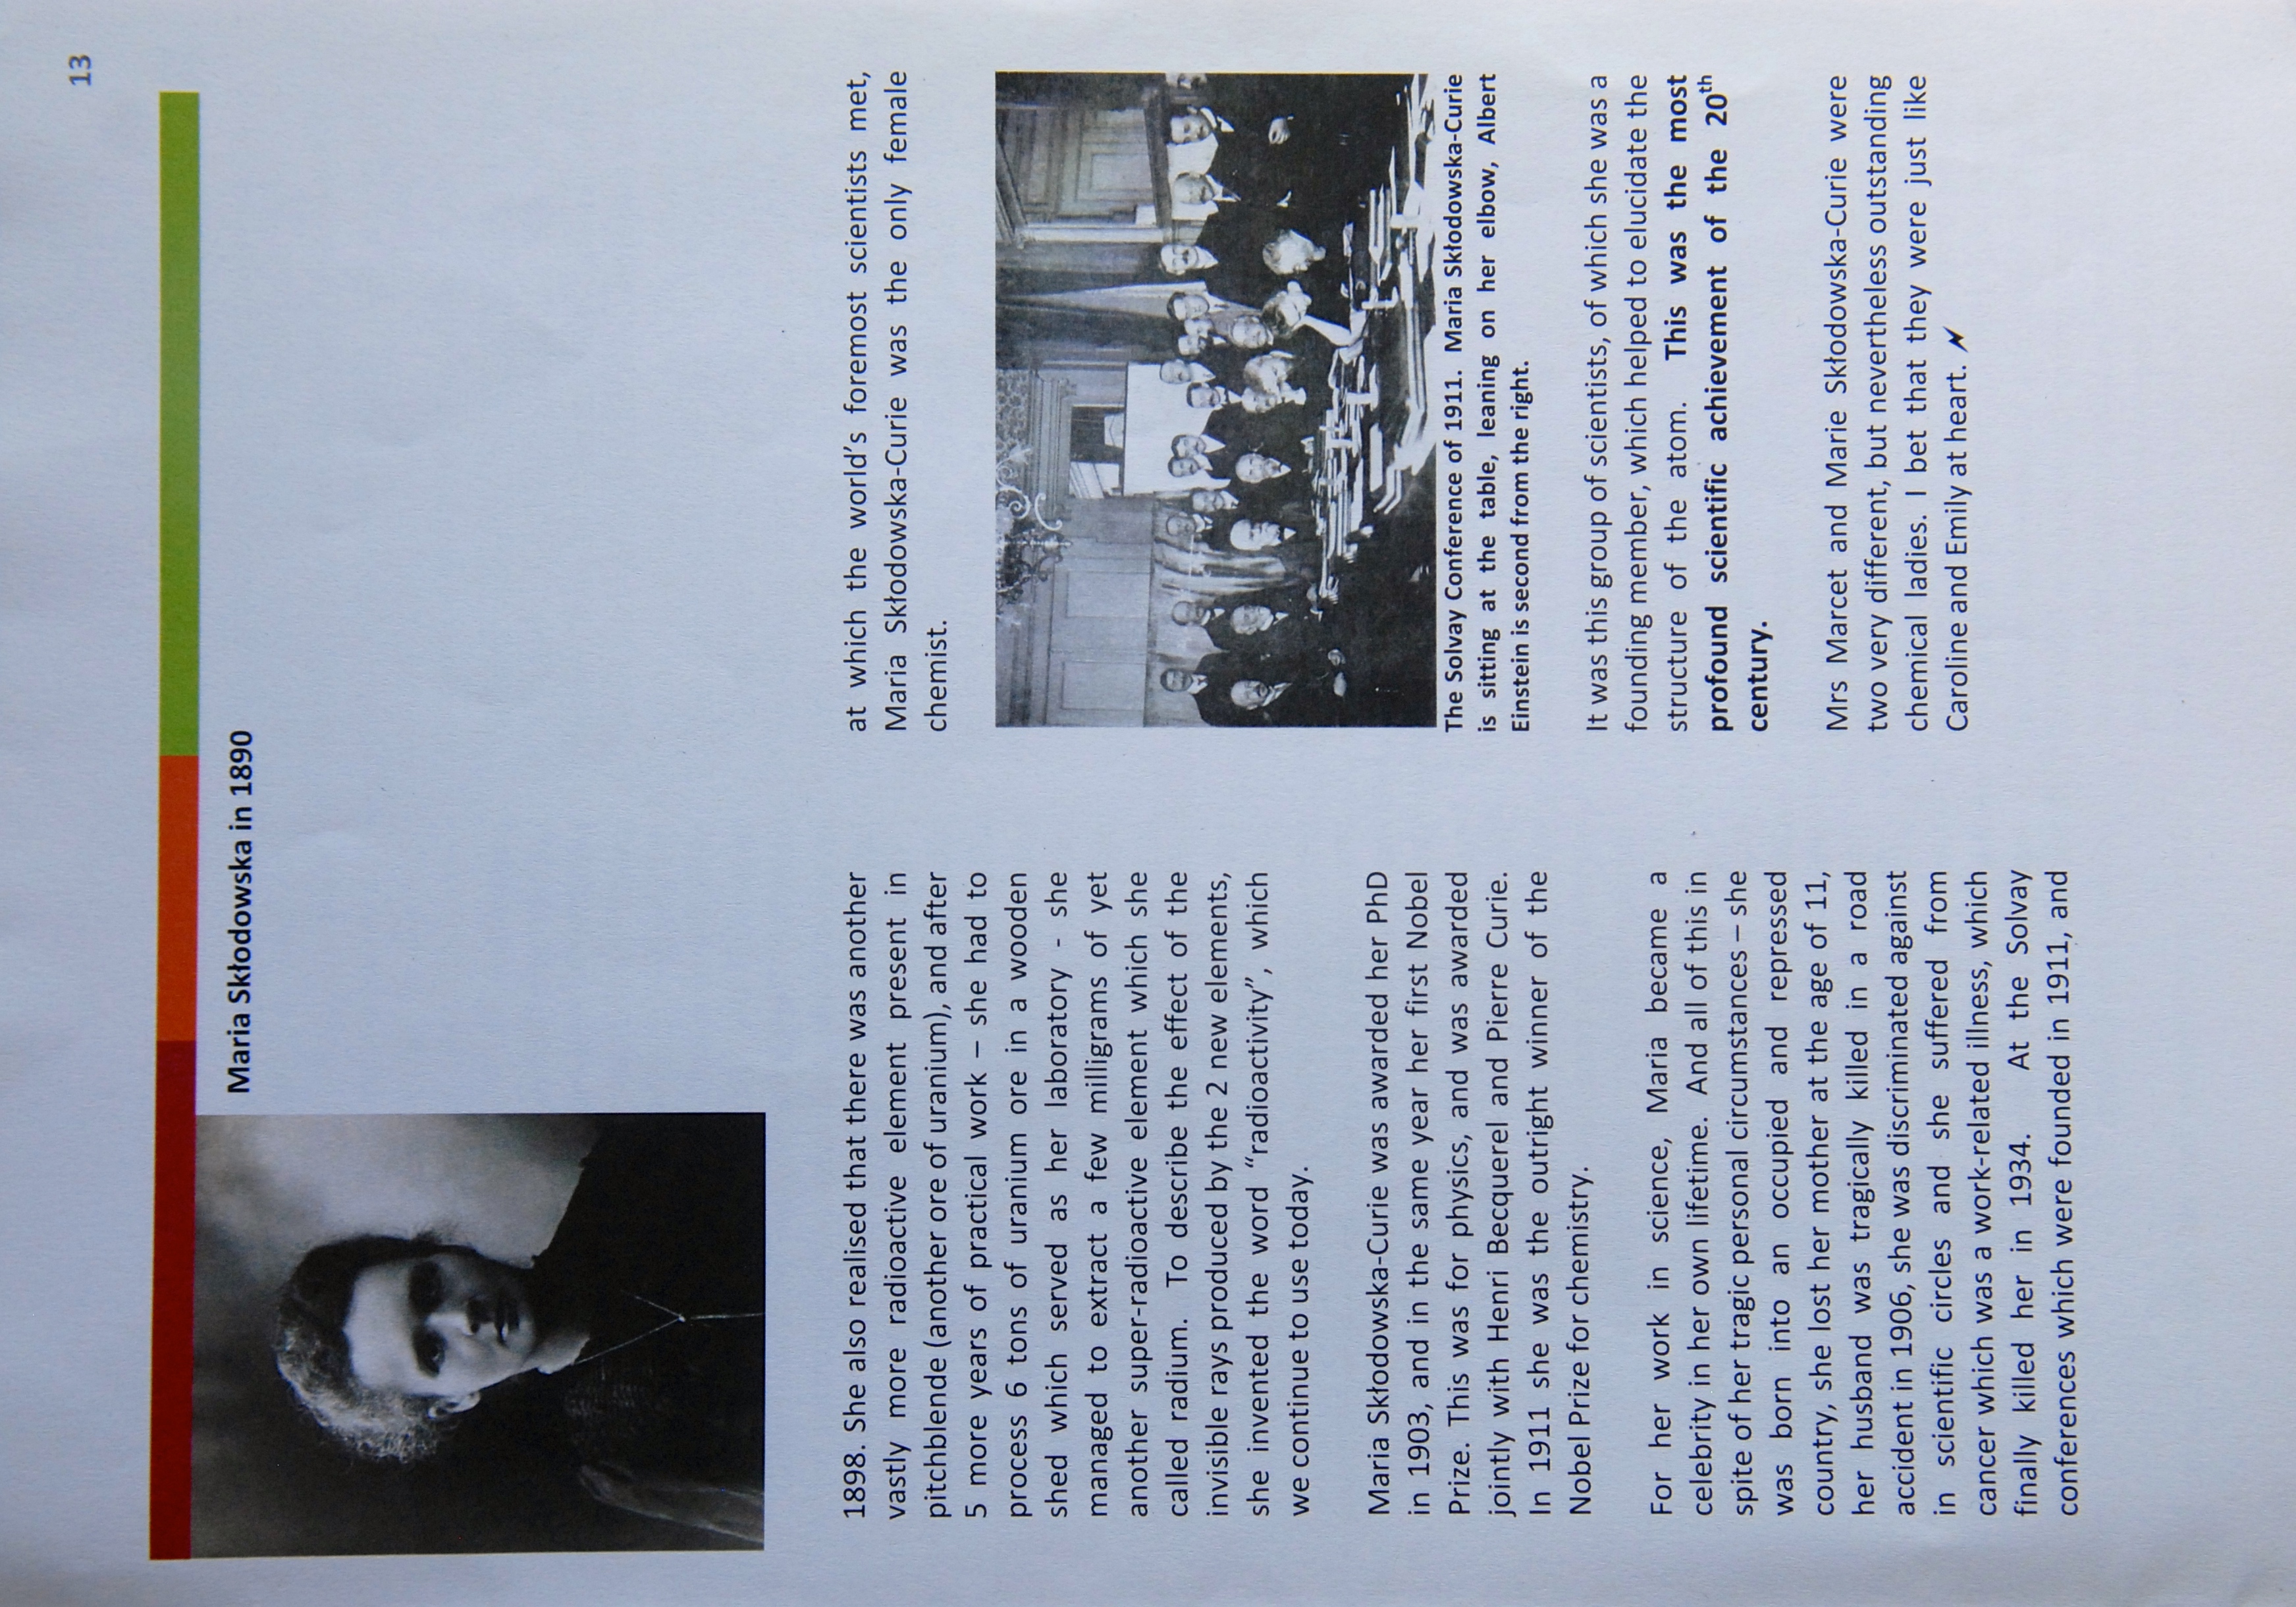 13
Maria Skłodowska in 1890
1898. She also realised that there was another
vastly more radioactive element present in
pitchblende (another ore of uranium), and after
5 more years of practical work – she had to
process 6 tons of uranium ore in a wooden
shed which served as her laboratory - she
managed to extract a few milligrams of yet
another super-radioactive element which she
called radium. To describe the effect of the
invisible rays produced by the 2 new elements,
she invented the word “radioactivity”, which
we continue to use today.
Maria Skłodowska-Curie was awarded her PhD
in 1903, and in the same year her first Nobel
Prize. This was for physics, and was awarded
jointly with Henri Becquerel and Pierre Curie.
In 1911 she was the outright winner of the
Nobel Prize for chemistry.
For her work in science, Maria became a
celebrity in her own lifetime. And all of this in
spite of her tragic personal circumstances – she
was born into an occupied and repressed
country, she lost her mother at the age of 11,
her husband was tragically killed in a road
accident in 1906, she was discriminated against
in scientific circles and she suffered from
cancer which was a work-related illness, which
finally killed her in 1934. At the Solvay
conferences which were founded in 1911, and
at which the world’s foremost scientists met,
Maria Skłodowska-Curie was the only female
chemist.
The Solvay Conference of 1911. Maria Skłodowska-Curie
is sitting at the table, leaning on her elbow, Albert
Einstein is second from the right.
It was this group of scientists, of which she was a
founding member, which helped to elucidate the
structure of the atom. This was the most
profound scientific achievement of the 20th
century.
Mrs Marcet and Marie Skłodowska-Curie were
two very different, but nevertheless outstanding
chemical ladies. I bet that they were just like
Caroline and Emily at heart.